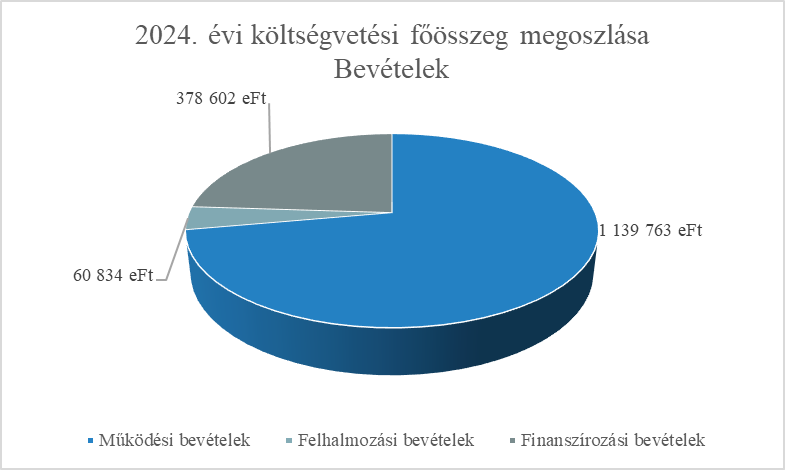 2024. évi költségvetési főösszeg megoszlása
Bevételek
378 602 eFt
1 139 763 eFt
60 834 eFt
Működési bevételek
Felhalmozási bevételek
Finanszírozási bevételek